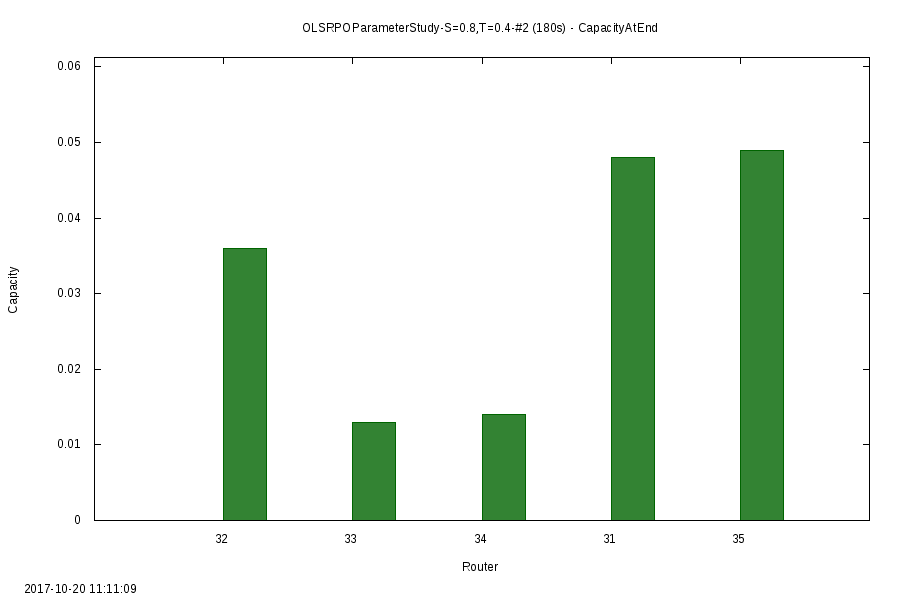 OLSRPOParameterStudy-S=0.8,T=0.4-#2 (180s) - CapacityAtEnd
0.06
0.05
0.04
0.03
0.02
0.01
0
Capacity
32 33 34 31 35
Router
2017-10-20 11:11:09